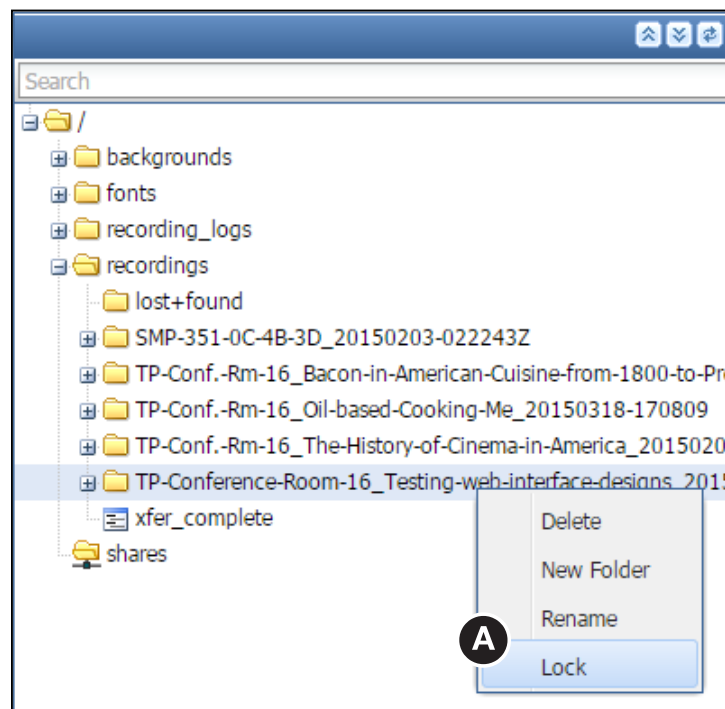 Search
/
backgrounds
fonts
recording_logs
recordings
lost+found
SMP-351-0C-4B-3D_20150203-022243Z
TP-Conf.-Rm-16_Bacon-in-American-Cuisine-from-1800-to-Pr
TP-Conf.-Rm-16_Oil-based-Cooking-Me_20150318-170809
TP-Conf.-Rm-16_The-History-of-Cinema-in-America_2015020
TP-Conference-Room-16_Testing-web-interface-designs_2015
xfer_complete
Delete
shares
New Folder
Rename
A
Lock